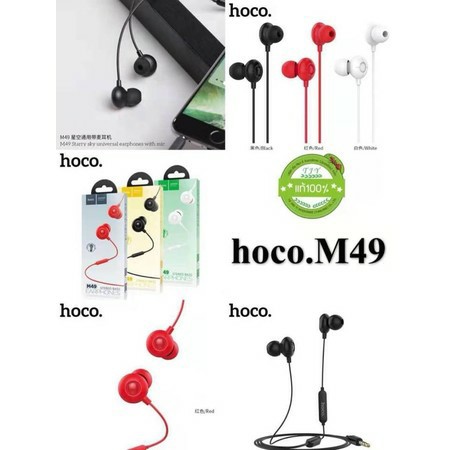 hoco.
M49 星空通用带麦耳机
M49 Starry sky universal earphones with mic
黑色/Black
红色/Red
白色/White
hoco.
M49
EARPHONES
แท้100%
hoco.M49
hoco.
红色/Red
hoco.